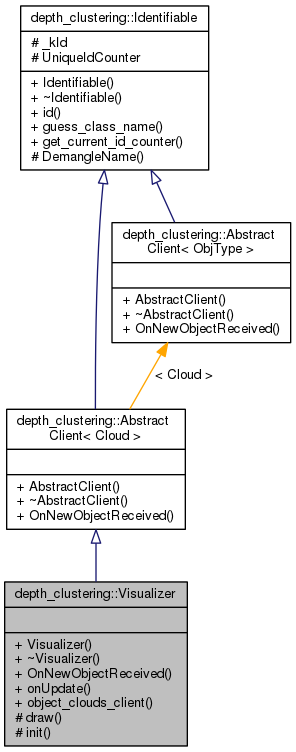 depth_clustering::Identifiable
# _kId
# UniqueIdCounter
+ Identifiable()
+ ~Identifiable()
+ id()
+ guess_class_name()
+ get_current_id_counter()
# DemangleName()
depth_clustering::Abstract
Client< ObjType >
+ AbstractClient()
+ ~AbstractClient()
+ OnNewObjectReceived()
< Cloud >
depth_clustering::Abstract
Client< Cloud >
+ AbstractClient()
+ ~AbstractClient()
+ OnNewObjectReceived()
depth_clustering::Visualizer
+ Visualizer()
+ ~Visualizer()
+ OnNewObjectReceived()
+ onUpdate()
+ object_clouds_client()
# draw()
# init()